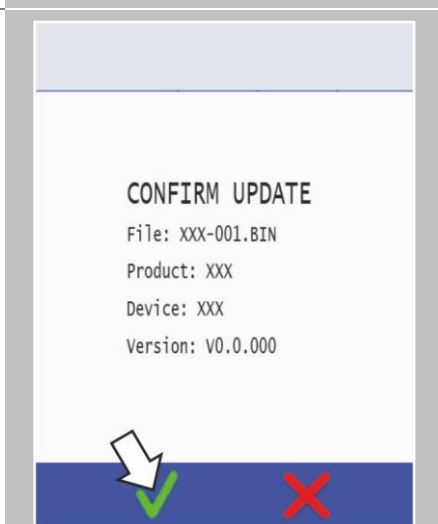 CONFIRM UPDATE
File: XXX-001.BIN
Product: XXX
Device: XXX
Version: V0.0.000